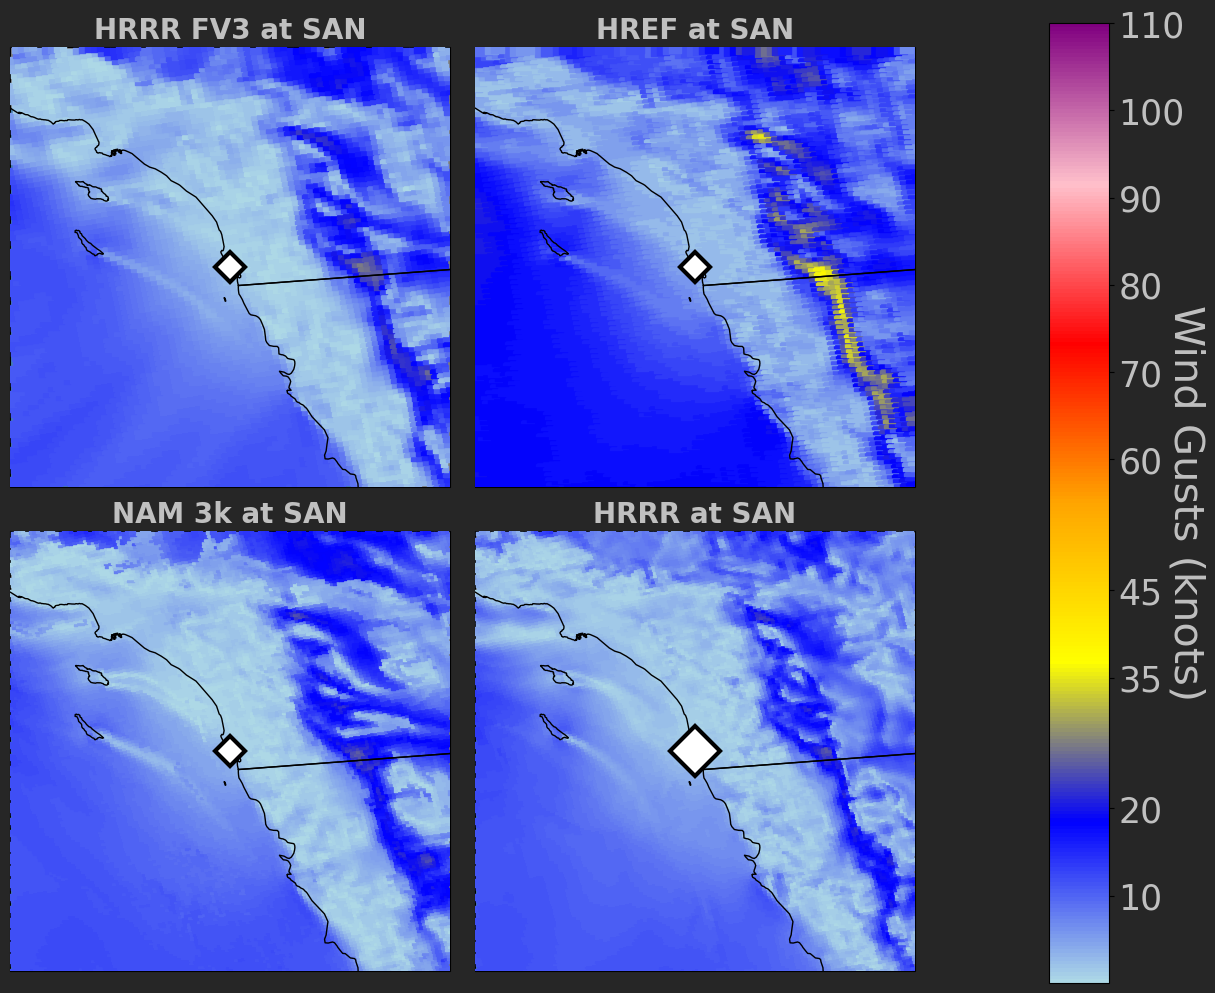 HRRR FV3 at SAN
HREF at SAN
NAM 3k at SAN
HRRR at SAN
110
100
90
80
70
60
45
35
20
10
Wind Gusts (knots)